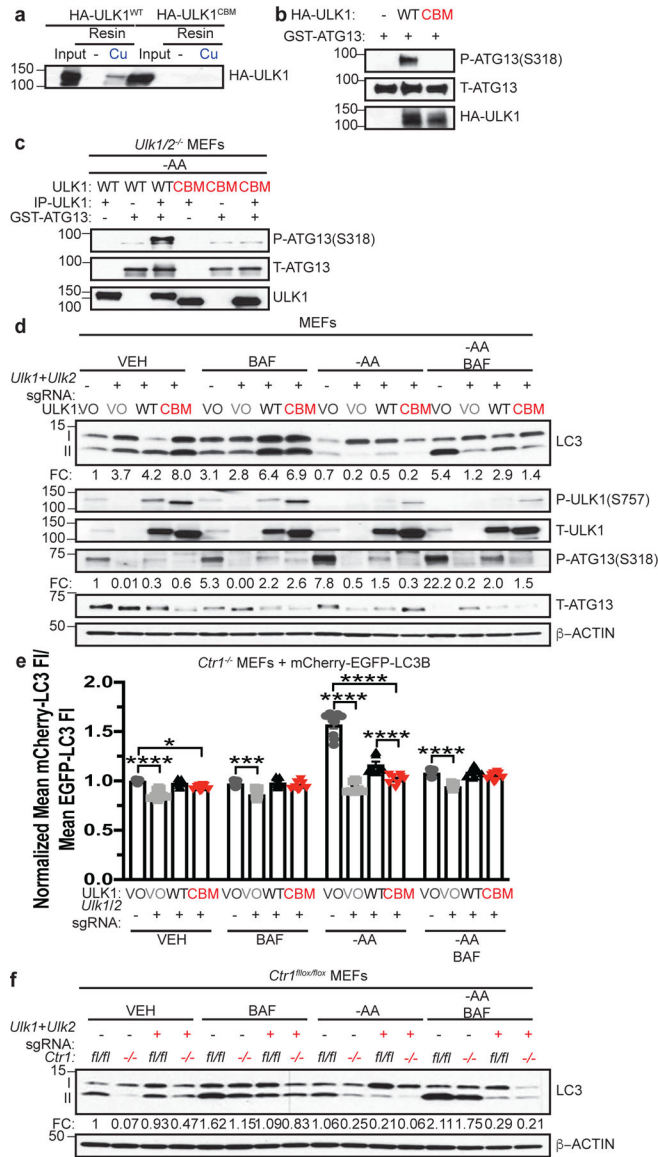 a
HA-ULK1WT HA-ULK1CBM
Resin Resin
Input - Cu Input - Cu
150
100
HA-ULK1
b
HA-ULK1: - WT CBM
GST-ATG13: + + +
100 P-ATG13(S318)
100 T-ATG13
100 HA-ULK1
c
Ulk1/2-/- MEFs
-AA
ULK1: WT WT WT CBM CBM CBM
IP-ULK1: + - + + - +
GST-ATG13: - + + - + +
100 P-ATG13(S318)
100 T-ATG13
150
100
ULK1
d
MEFs
VEH BAF -AA -AA
BAF
Ulk1+Ulk2
sgRNA:
- + + + - + + + - + + + - + + +
ULK1: VO VO WT CBM VO VO WT CBM VO VO WT CBM VO VO WT CBM
15
I
II
LC3
FC: 1 3.7 4.2 8.0 3.1 2.8 6.4 6.9 0.7 0.2 0.5 0.2 5.4 1.2 2.9 1.4
150
100
P-ULK1(S757)
150
100
T-ULK1
75 P-ATG13(S318)
FC: 1 0.01 0.3 0.6 5.3 0.00 2.2 2.6 7.8 0.5 1.5 0.3 22.2 0.2 2.0 1.5
75 T-ATG13
50 β-ACTIN
e
Ctr1-/- MEFs + mCherry-EGFP-LC3B
Normalized Mean mCherry-LC3 FI/
Mean EGFP-LC3 FI
2.0
1.5
1.0
0.5
0.0
**** * *** **** **** **** ****
ULK1: VO VO WT CBM VO VO WT CBM VO VO WT CBM VO VO WT CBM
Ulk1/2
sgRNA:
- + + + - + + + - + + + - + + +
VEH BAF -AA -AA
BAF
f
Ctr1flox/flox MEFs
VEH BAF -AA -AA
BAF
Ulk1+Ulk2
sgRNA:
- - + + - - + + - - + + - - + +
Ctr1: fl/fl -/- fl/fl -/- fl/fl -/- fl/fl -/- fl/fl -/- fl/fl -/- fl/fl -/- fl/fl -/-
15
I
II
LC3
FC: 1 0.07 0.93 0.47 1.62 1.15 1.09 0.83 1.06 0.25 0.21 0.06 2.11 1.75 0.29 0.21
50 β-ACTIN